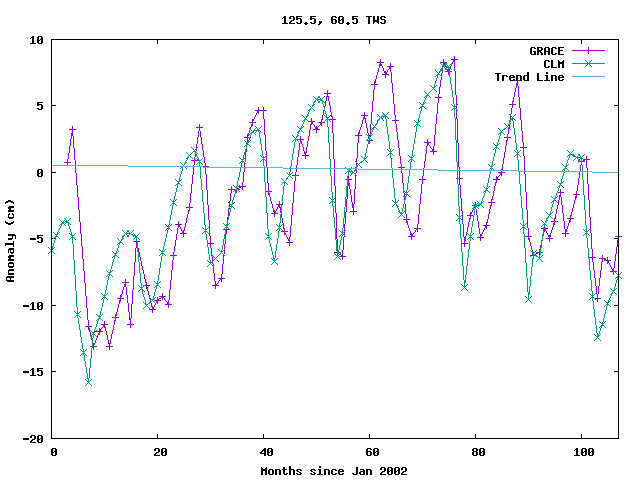 125.5, 60.5 TWS
GRACE
CLM
Trend Line
10
5
0
-5
-10
-15
-20
Anomaly (cm)
0 20 40 60 80 100
Months since Jan 2002